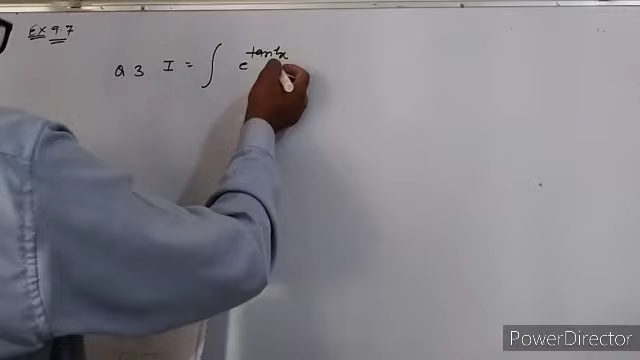 Ex 9.7
Q 3 I = ∫ e^tan⁻¹x
PowerDirector